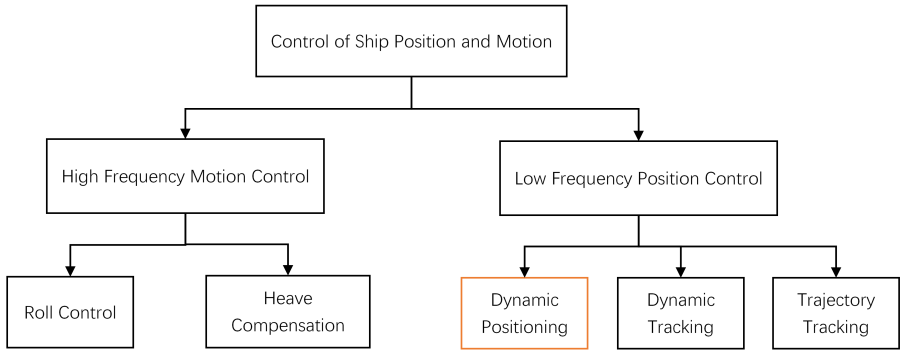 Control of Ship Position and Motion
High Frequency Motion Control
Low Frequency Position Control
Roll Control
Heave
Compensation
Dynamic
Positioning
Dynamic
Tracking
Trajectory
Tracking